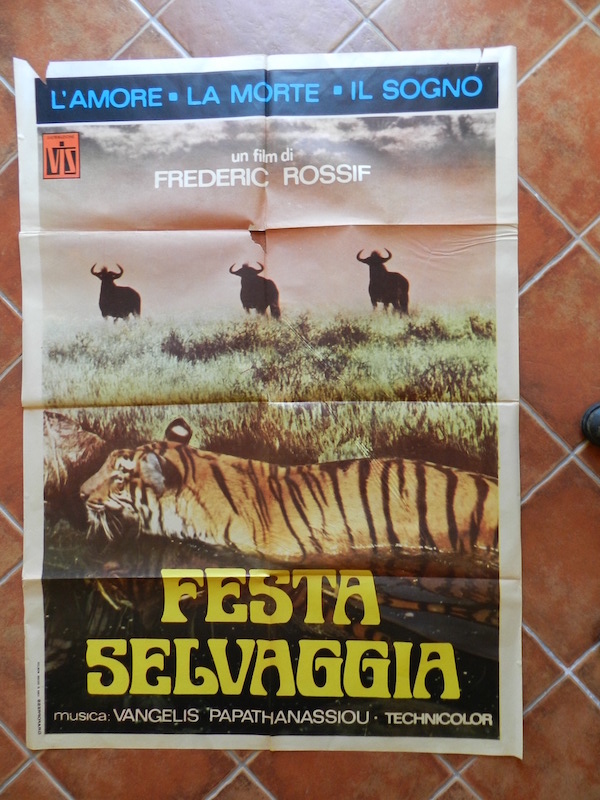 L'AMORE ▪ LA MORTE ▪ IL SOGNO
VIS
un film di
FREDERIC ROSSIF
FESTA
SELVAGGIA
musica: VANGELIS PAPATHANASSIOU · TECHNICOLOR